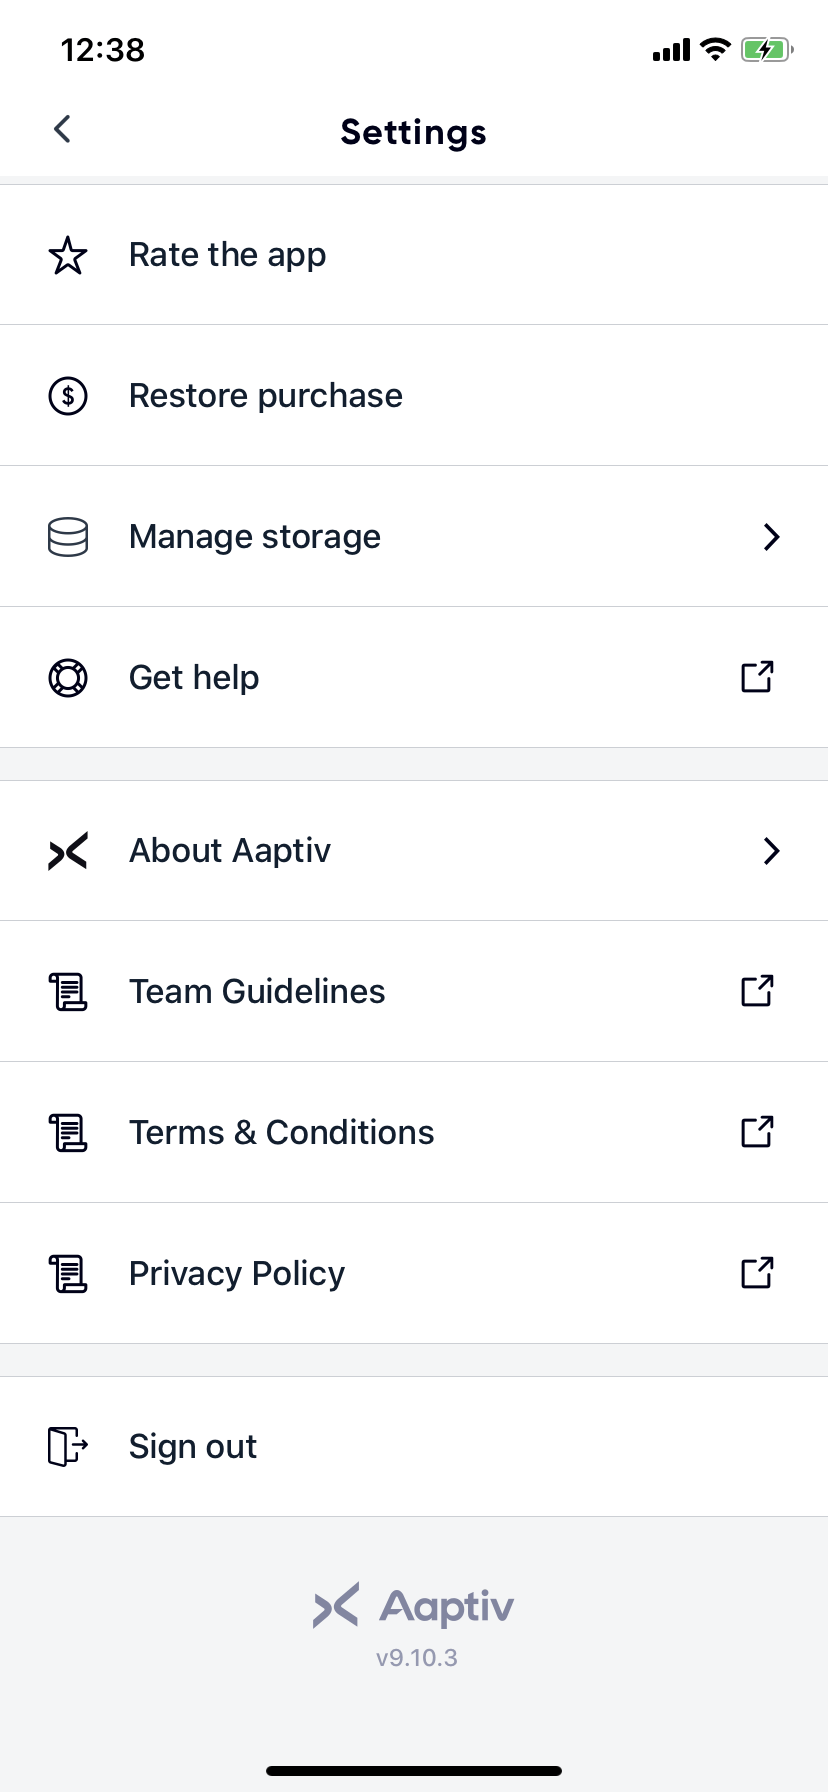 12:38
Settings
Rate the app
Restore purchase
Manage storage
Get help
About Aaptiv
Team Guidelines
Terms & Conditions
Privacy Policy
Sign out
Aaptiv
v9.10.3